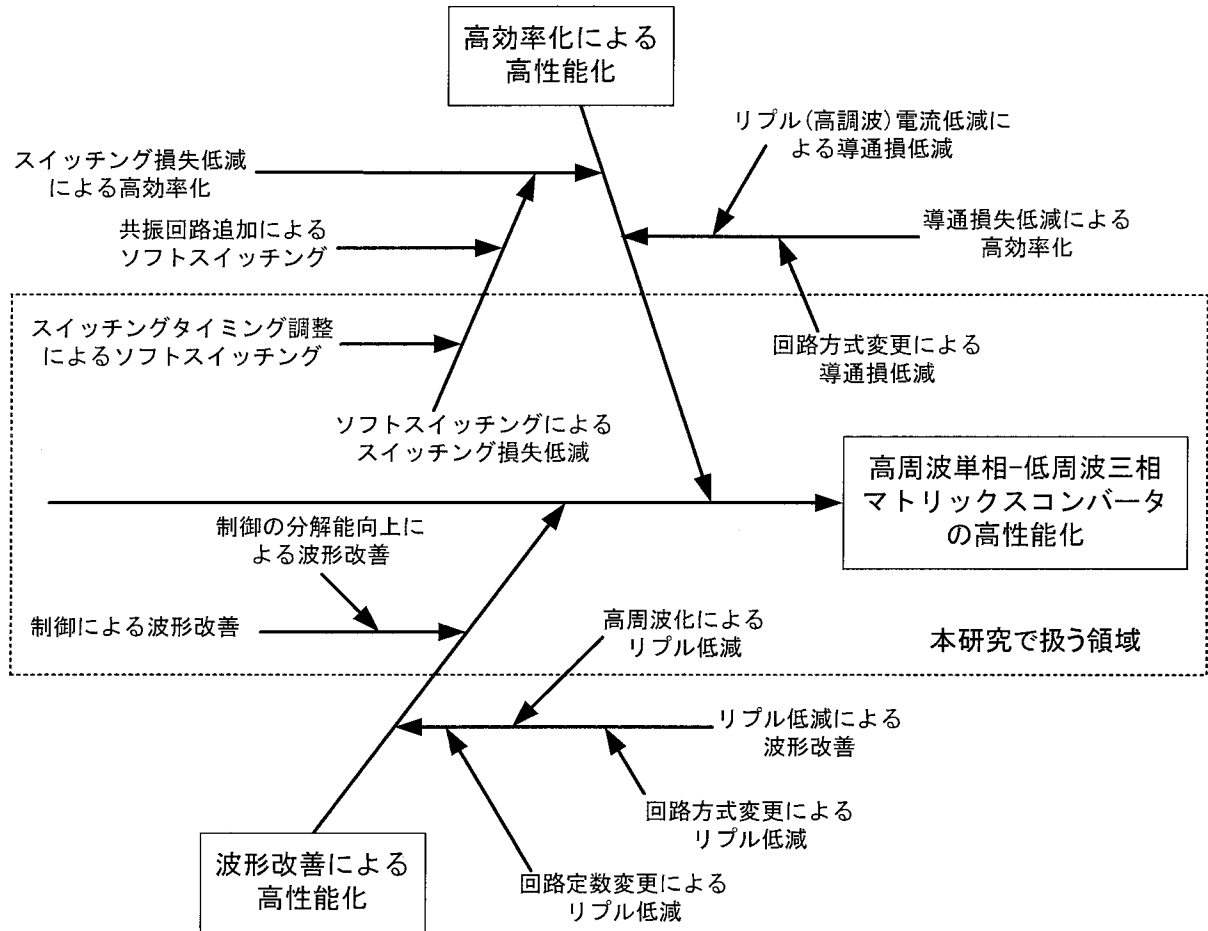 高効率化による
高性能化
リプル(高調波)電流低減に
よる導通損低減
スイッチング損失低減
による高効率化
共振回路追加による
ソフトスイッチング
導通損失低減による
高効率化
スイッチングタイミング調整
によるソフトスイッチング
回路方式変更による
導通損低減
ソフトスイッチングによる
スイッチング損失低減
高周波単相-低周波三相
マトリックスコンバータ
の高性能化
制御の分解能向上に
よる波形改善
制御による波形改善
高周波化による
リプル低減
本研究で扱う領域
リプル低減による
波形改善
回路方式変更による
リプル低減
波形改善による
高性能化
回路定数変更による
リプル低減